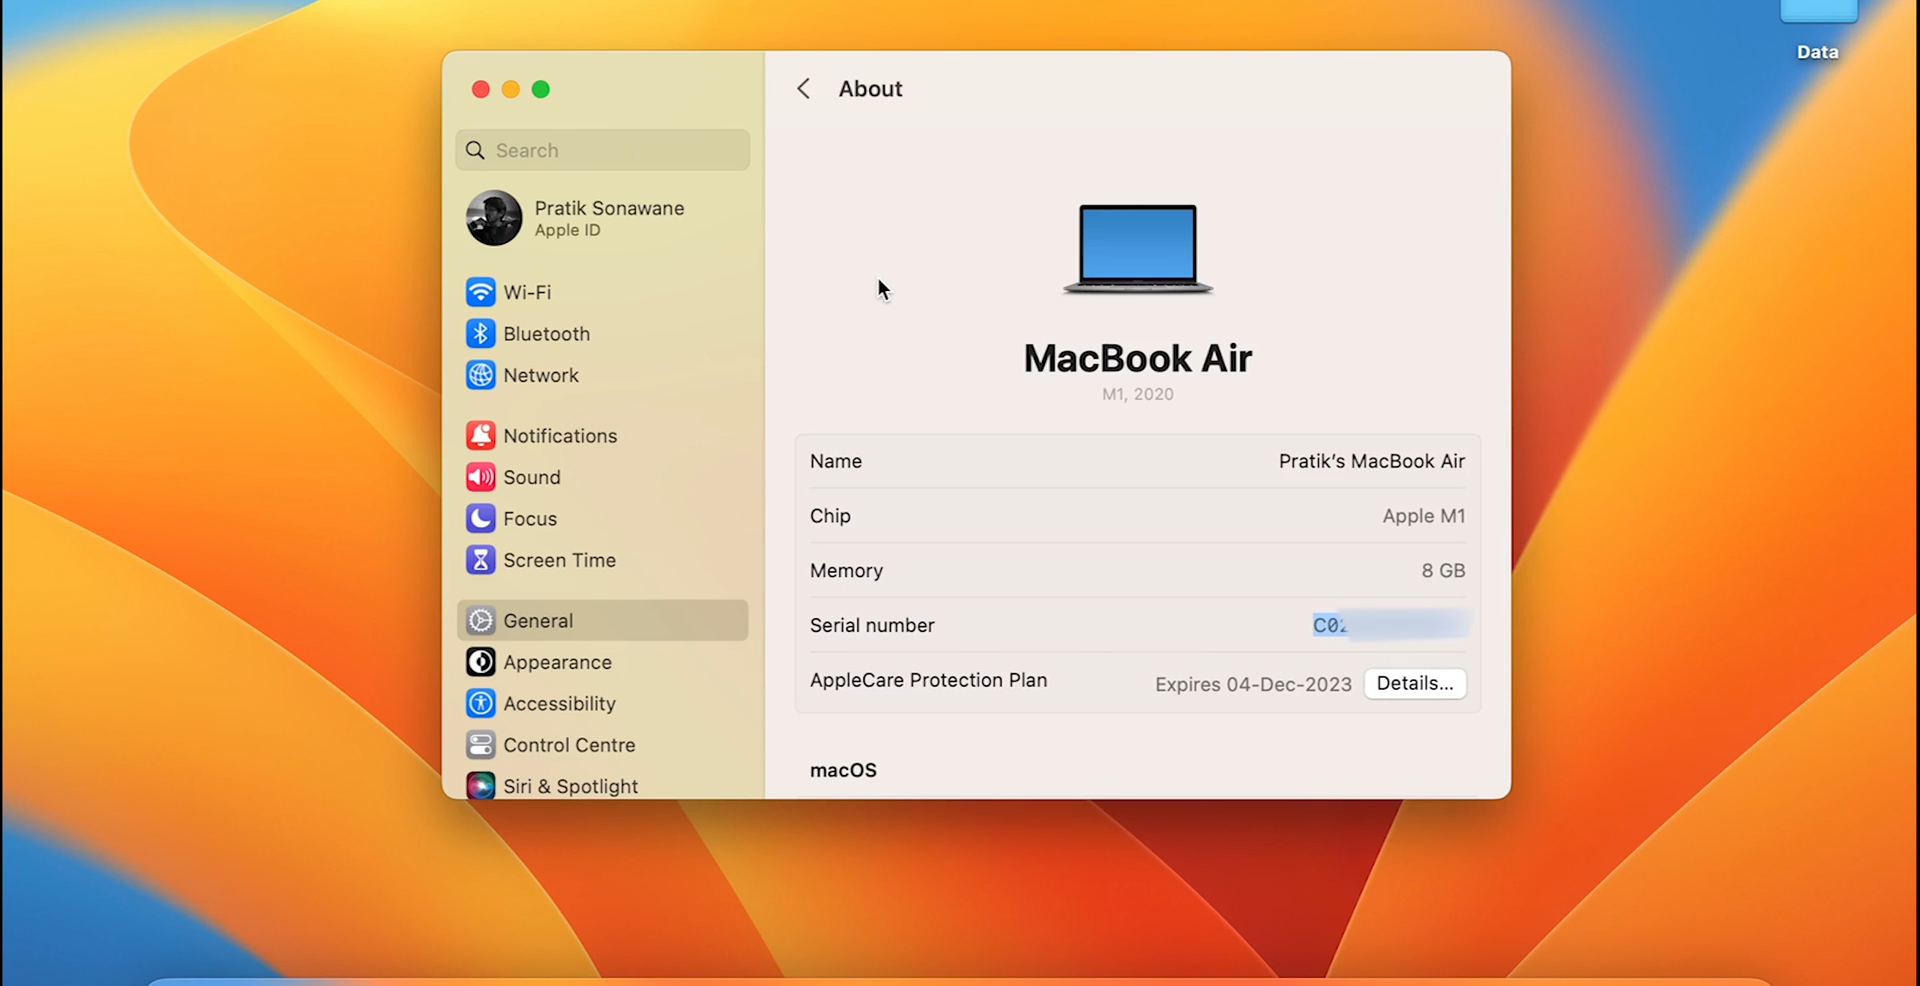 Data
About
Search
Pratik Sonawane
Apple ID
Wi-Fi
Bluetooth
Network
Notifications
Sound
Focus
Screen Time
General
Appearance
Accessibility
Control Centre
Siri & Spotlight
MacBook Air
M1, 2020
Name Pratik’s MacBook Air
Chip Apple M1
Memory 8 GB
Serial number
AppleCare Protection Plan Expires 04-Dec-2023 Details...
macOS